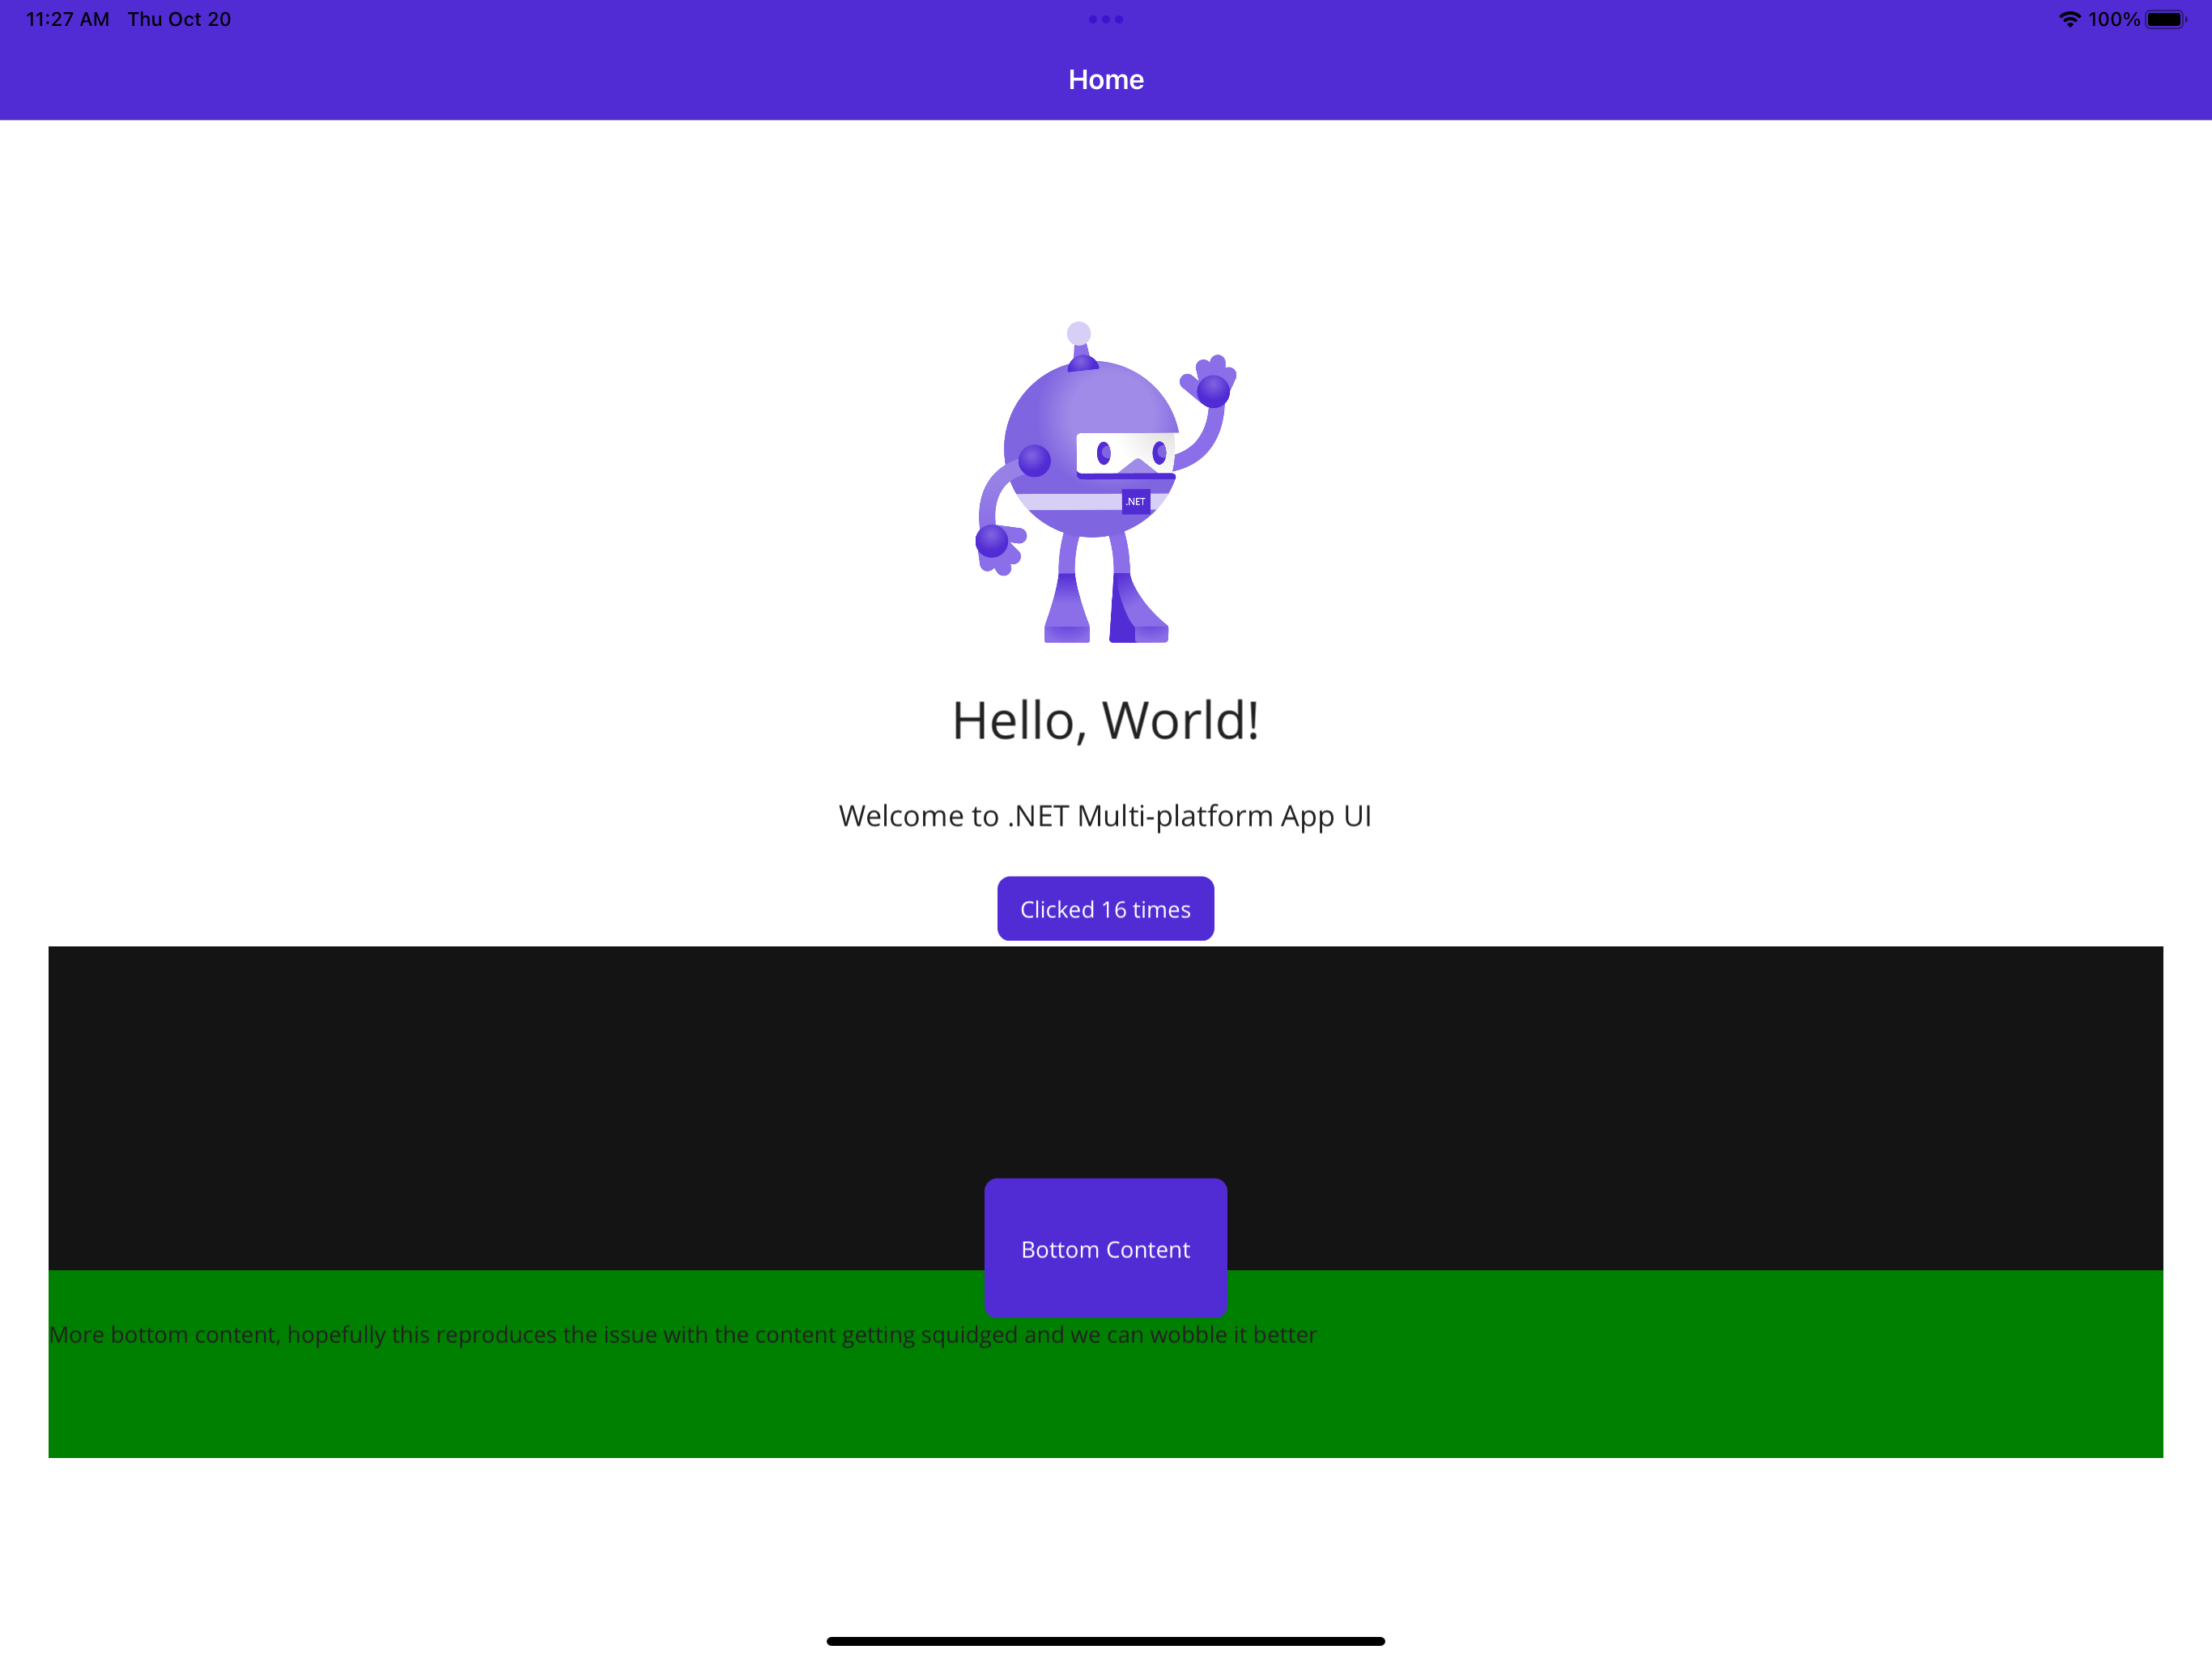 11:27 AM Thu Oct 20
100%
Home
.NET
Hello, World!
Welcome to .NET Multi-platform App UI
Clicked 16 times
Bottom Content
More bottom content, hopefully this reproduces the issue with the content getting squidged and we can wobble it better